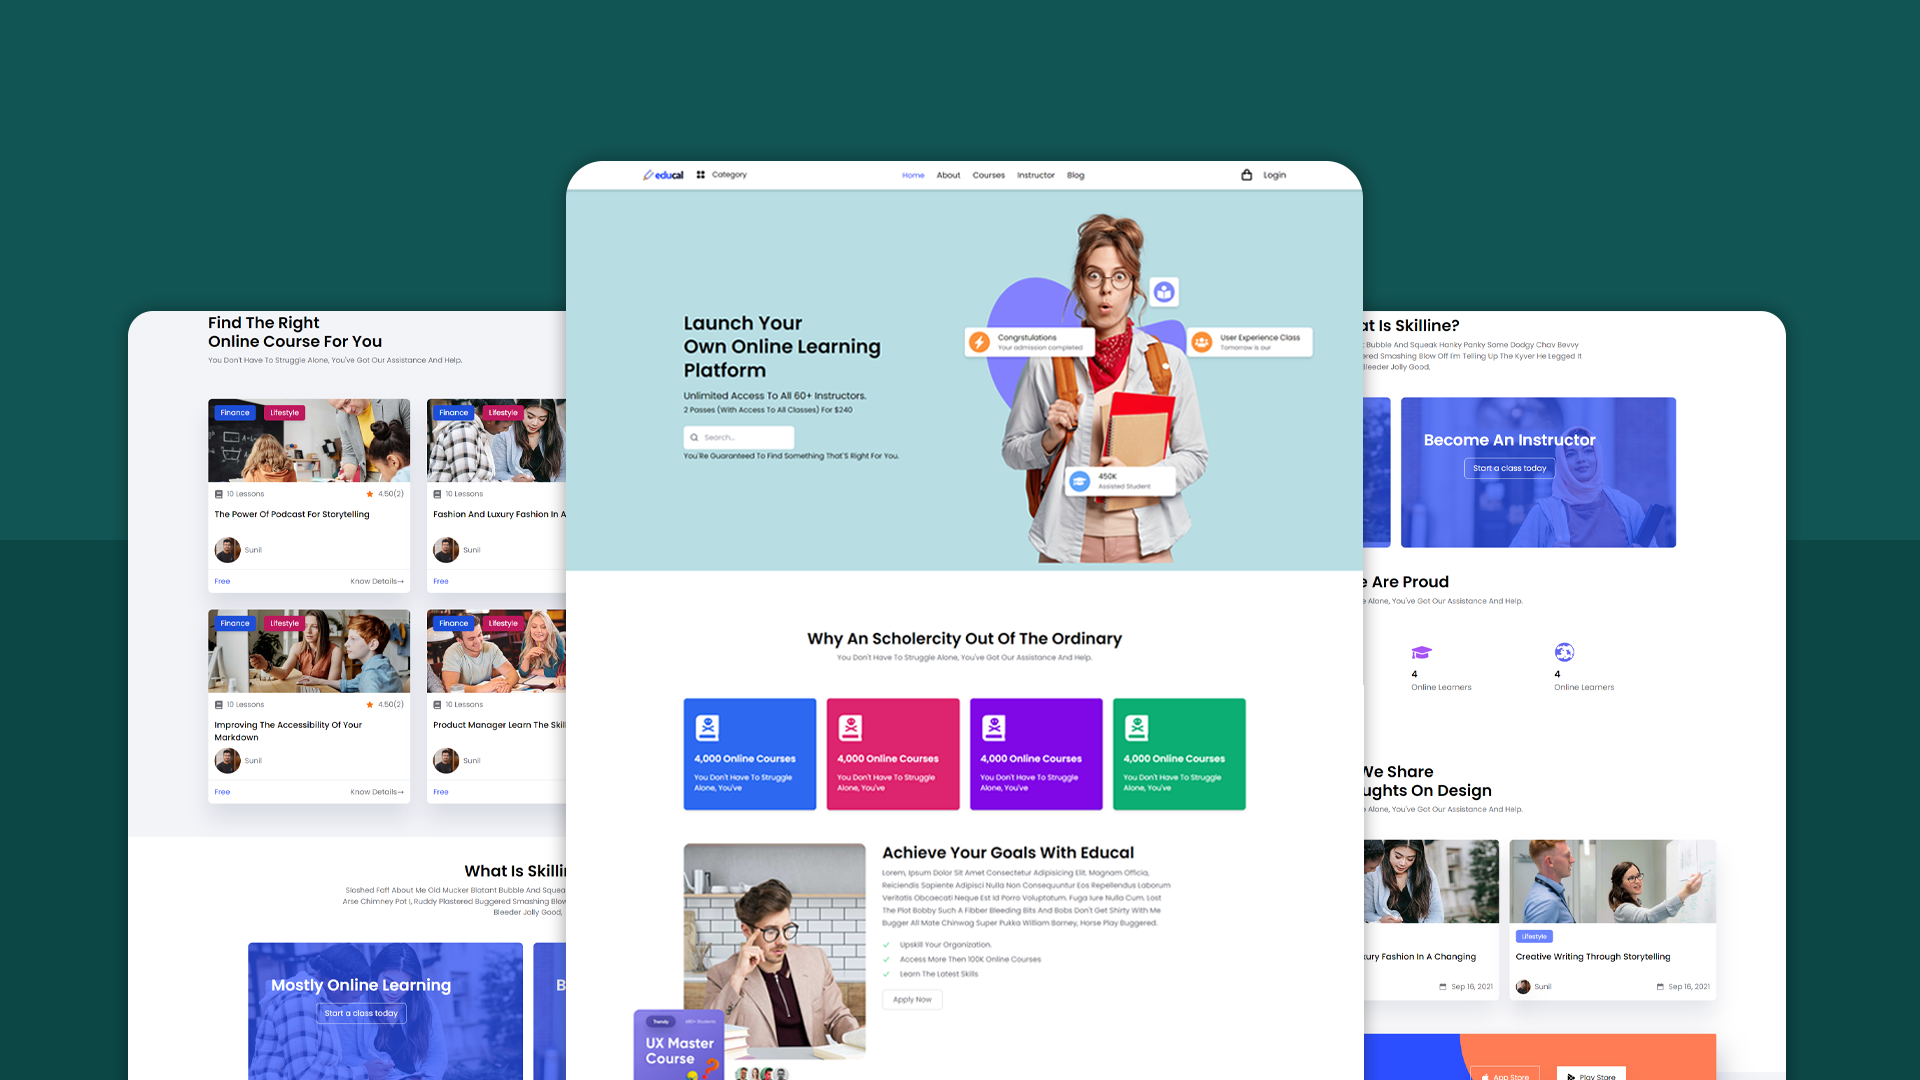 educal
Category
Home
About
Courses
Instructor
Blog
Login
Launch Your
Own Online Learning
Platform
Unlimited Access To All 60+ Instructors.
2 Passes (With Access To All Classes) For $240
Search...
You'Re Guaranteed To Find Something That'S Right For You.
Congrstulations
Your admission completed
User Experience Class
Tomorrow is our
450K
Assisted Student
Why An Scholercity Out Of The Ordinary
You Don't Have To Struggle Alone, You've Got Our Assistance And Help.
4,000 Online Courses
You Don't Have To Struggle
Alone, You've
4,000 Online Courses
You Don't Have To Struggle
Alone, You've
4,000 Online Courses
You Don't Have To Struggle
Alone, You've
4,000 Online Courses
You Don't Have To Struggle
Alone, You've
Achieve Your Goals With Educal
Lorem, Ipsum Dolor Sit Amet Consectetur Adipisicing Elit. Magnam Officia,
Reiciendis Sapiente Adipisci Nulla Non Consequuntur Eos Repellendus Laborum
Veritatis Obcaecati Neque Est Id Porro Voluptatum. Fuga Iure Nulla Cum. Lost
The Plot Bobby Such A Fibber Bleeding Bits And Bobs Don't Get Shirty With Me
Bugger All Mate Chinwag Super Pukka William Barney, Horse Play Buggered.
Upskill Your Organization.
Access More Then 100K Online Courses
Learn The Latest Skills
Apply Now
Trendy
UX Master
Course
Find The Right
Online Course For You
You Don't Have To Struggle Alone, You've Got Our Assistance And Help.
Finance
Lifestyle
10 Lessons
4.50(2)
The Power Of Podcast For Storytelling
Sunil
Free
Know Details→
Finance
Lifestyle
10 Lessons
Fashion And Luxury Fashion In A
Sunil
Free
Finance
Lifestyle
10 Lessons
4.50(2)
Improving The Accessibility Of Your
Markdown
Sunil
Free
Know Details→
Finance
Lifestyle
10 Lessons
Product Manager Learn The Skil
Sunil
Free
What Is Skilli
Sloshed Faff About Me Old Mucker Blatant Bubble And Squea
Arse Chimney Pot I, Ruddy Plastered Buggered Smashing Blow
Bleeder Jolly Good,
Mostly Online Learning
Start a class today
B
at Is Skilline?
Bubble And Squeak Hanky Panky Some Dodgy Chav Bevvy
ered Smashing Blow Off I'm Telling Up The Kyver He Legged It
Bleeder Jolly Good,
Become An Instructor
Start a class today
e Are Proud
e Alone, You've Got Our Assistance And Help.
4
Online Learners
4
Online Learners
We Share
ughts On Design
e Alone, You've Got Our Assistance And Help.
xury Fashion In A Changing
Sep 16, 2021
Lifestyle
Creative Writing Through Storytelling
Sunil
Sep 16, 2021
App Store
Play Store